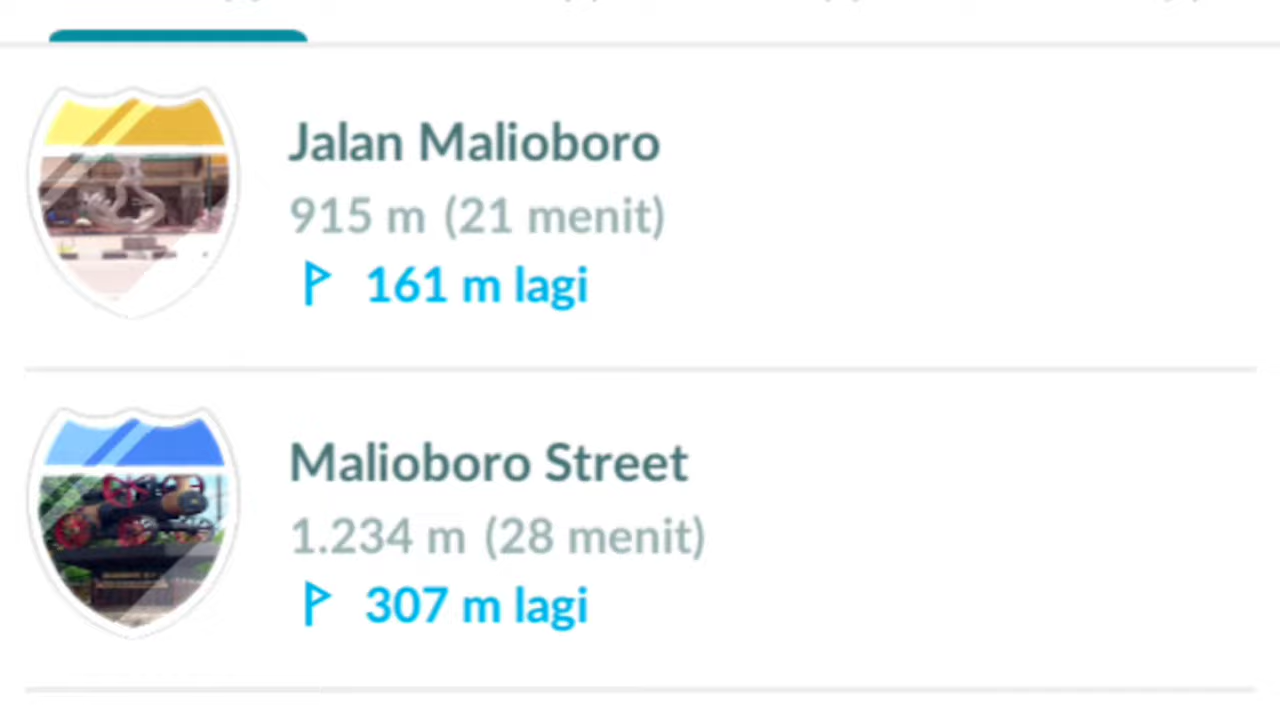 Jalan Malioboro
915 m (21 menit)
161 m lagi
Malioboro Street
1.234 m (28 menit)
307 m lagi